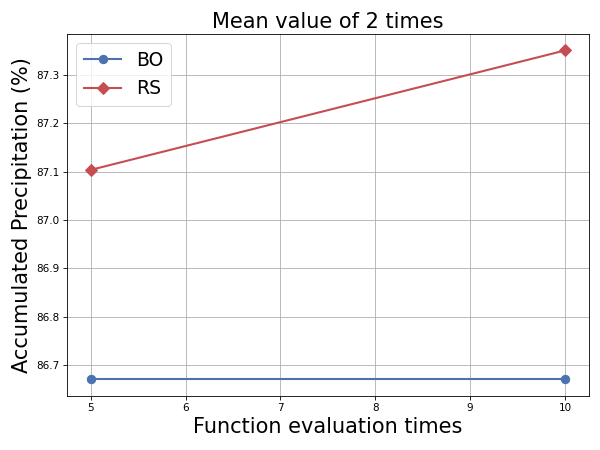 Mean value of 2 times
BO
RS
Accumulated Precipitation (%)
87.3
87.2
87.1
87.0
86.9
86.8
86.7
5 6 7 8 9 10
Function evaluation times